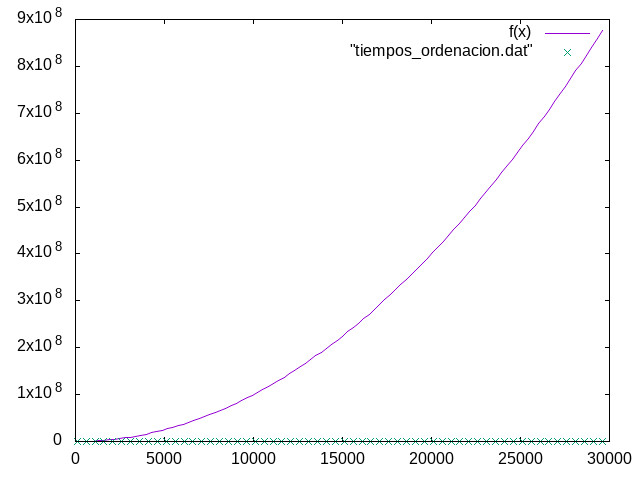 f(x)
"tiempos_ordenacion.dat"
9x10^8
8x10^8
7x10^8
6x10^8
5x10^8
4x10^8
3x10^8
2x10^8
1x10^8
0
0 5000 10000 15000 20000 25000 30000